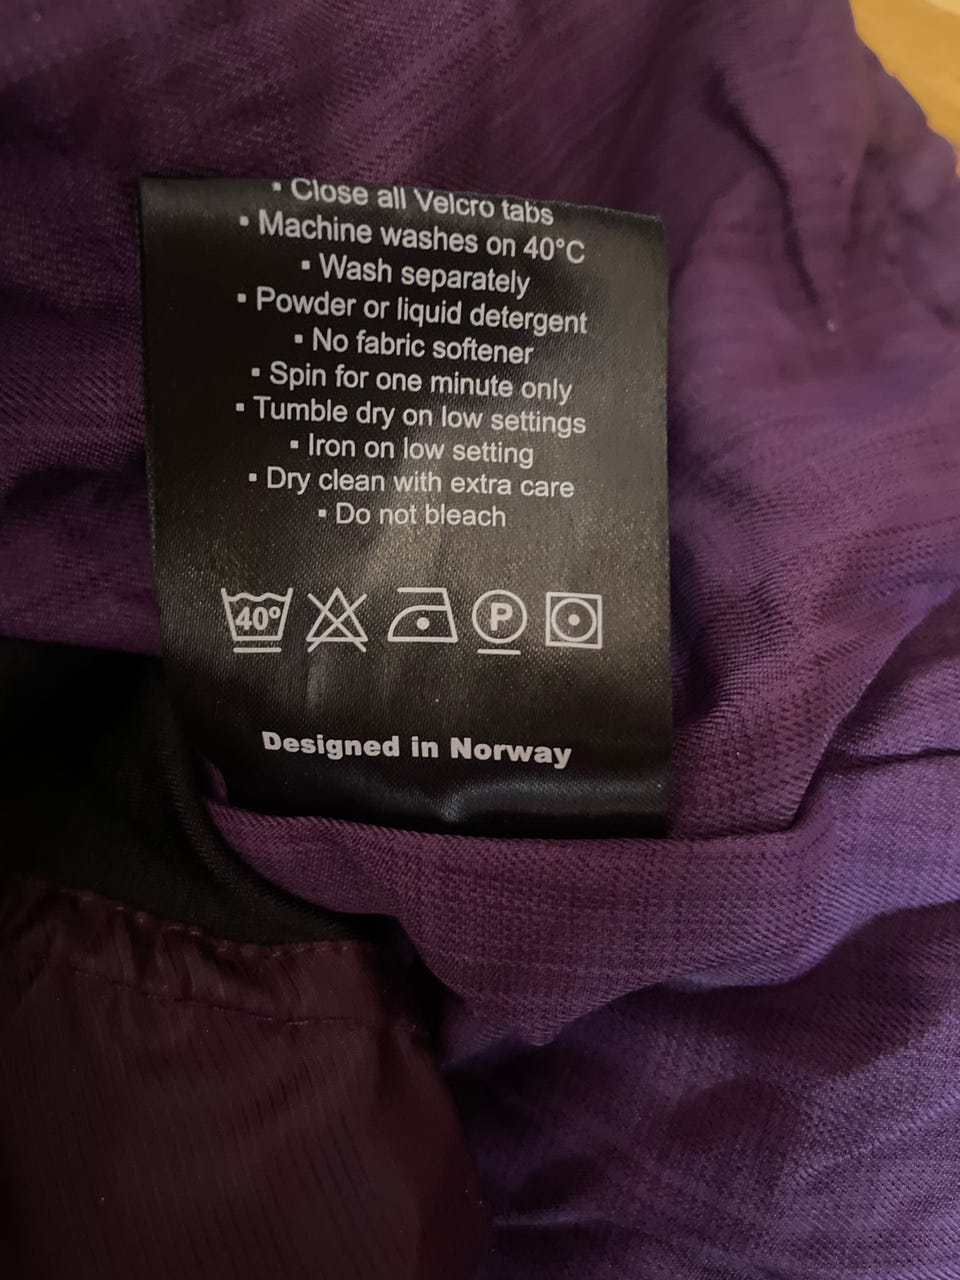 ▪ Close all Velcro tabs
▪ Machine washes on 40°C
▪ Wash separately
▪ Powder or liquid detergent
▪ No fabric softener
▪ Spin for one minute only
▪ Tumble dry on low settings
▪ Iron on low setting
▪ Dry clean with extra care
▪ Do not bleach
40° P
Designed in Norway